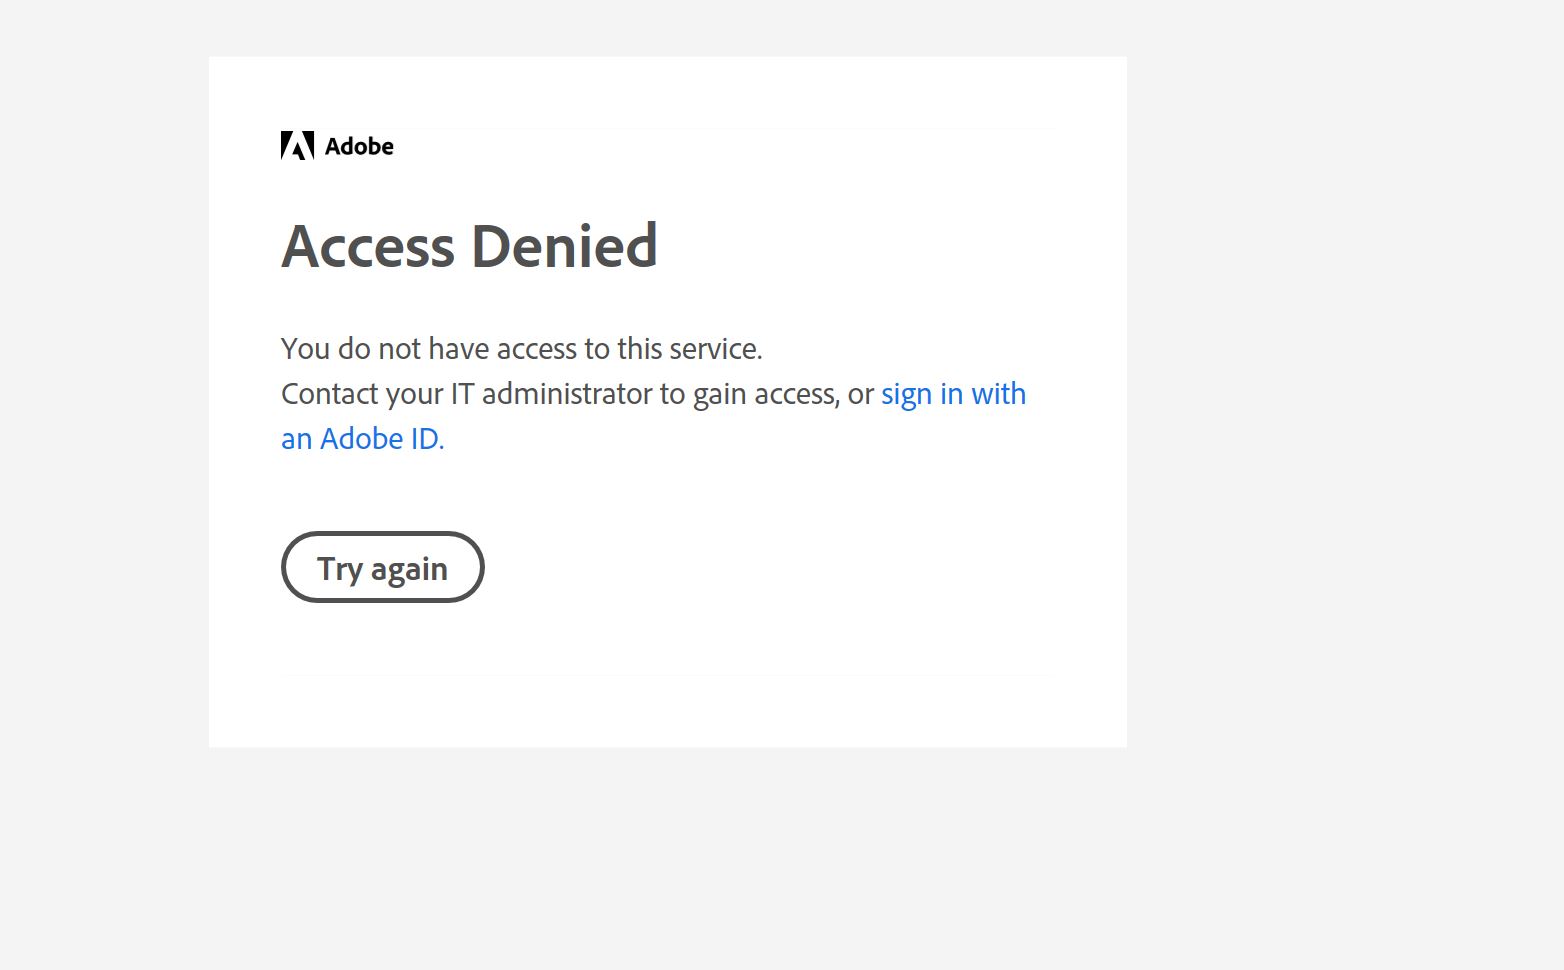 Adobe
Access Denied
You do not have access to this service.
Contact your IT administrator to gain access, or sign in with
an Adobe ID.
Try again